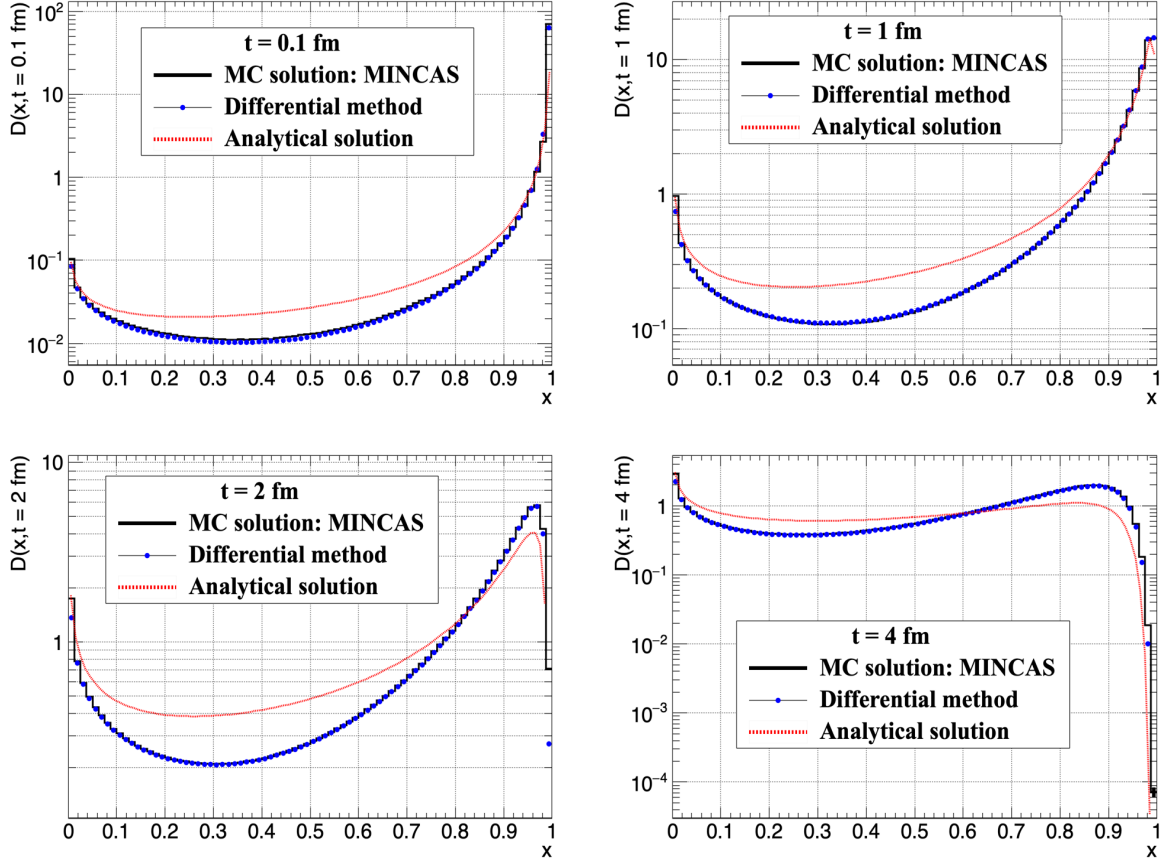 D(x,t = 0.1 fm)
10²
10
1
10⁻¹
10⁻²
t = 0.1 fm
MC solution: MINCAS
Differential method
Analytical solution
0 0.1 0.2 0.3 0.4 0.5 0.6 0.7 0.8 0.9 1
x
D(x,t = 1 fm)
10
1
10⁻¹
t = 1 fm
MC solution: MINCAS
Differential method
Analytical solution
0 0.1 0.2 0.3 0.4 0.5 0.6 0.7 0.8 0.9 1
x
D(x,t = 2 fm)
10
1
t = 2 fm
MC solution: MINCAS
Differential method
Analytical solution
0 0.1 0.2 0.3 0.4 0.5 0.6 0.7 0.8 0.9 1
x
D(x,t = 4 fm)
1
10⁻¹
10⁻²
10⁻³
10⁻⁴
t = 4 fm
MC solution: MINCAS
Differential method
Analytical solution
0 0.1 0.2 0.3 0.4 0.5 0.6 0.7 0.8 0.9 1
x